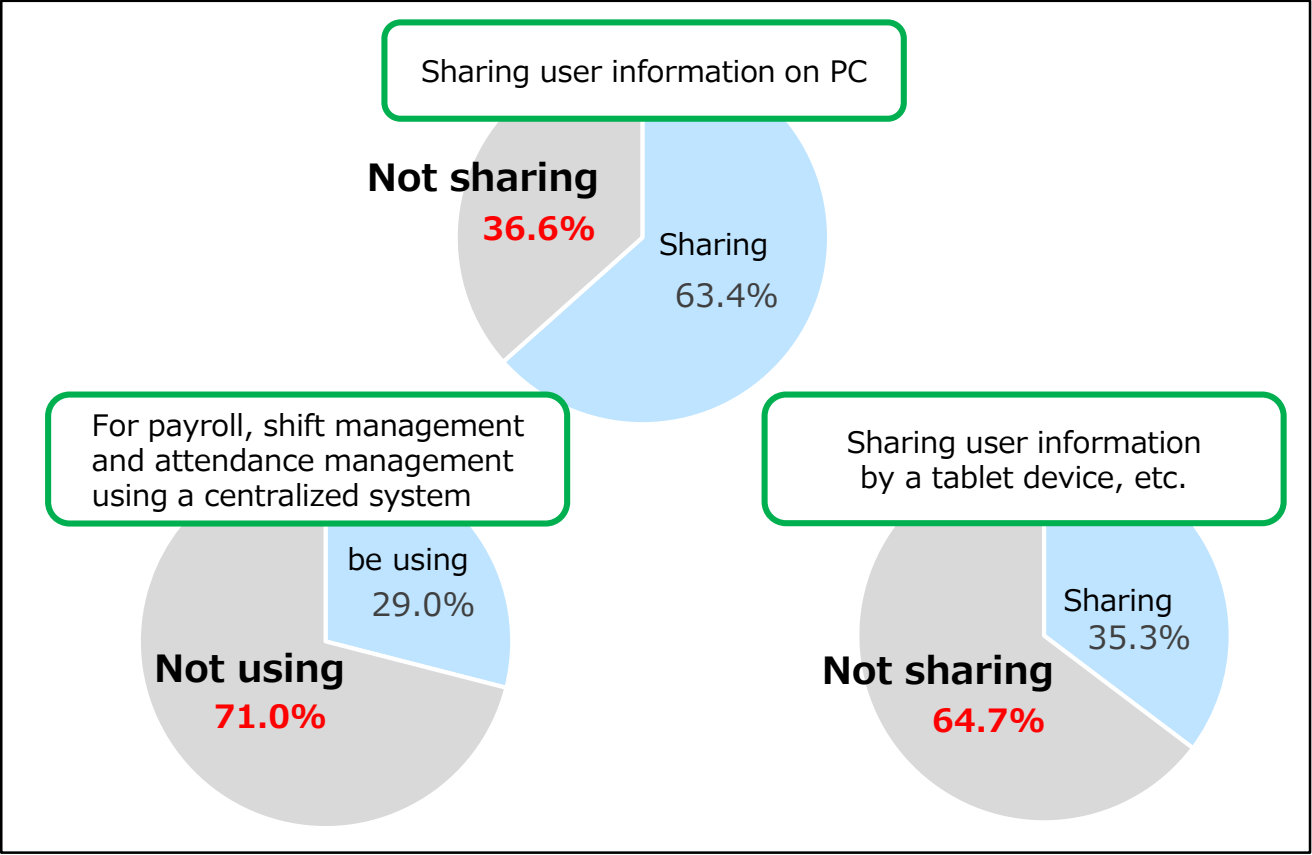 Sharing user information on PC
Not sharing
36.6%
Sharing
63.4%
For payroll, shift management
and attendance management
using a centralized system
be using
29.0%
Not using
71.0%
Sharing user information
by a tablet device, etc.
Sharing
35.3%
Not sharing
64.7%